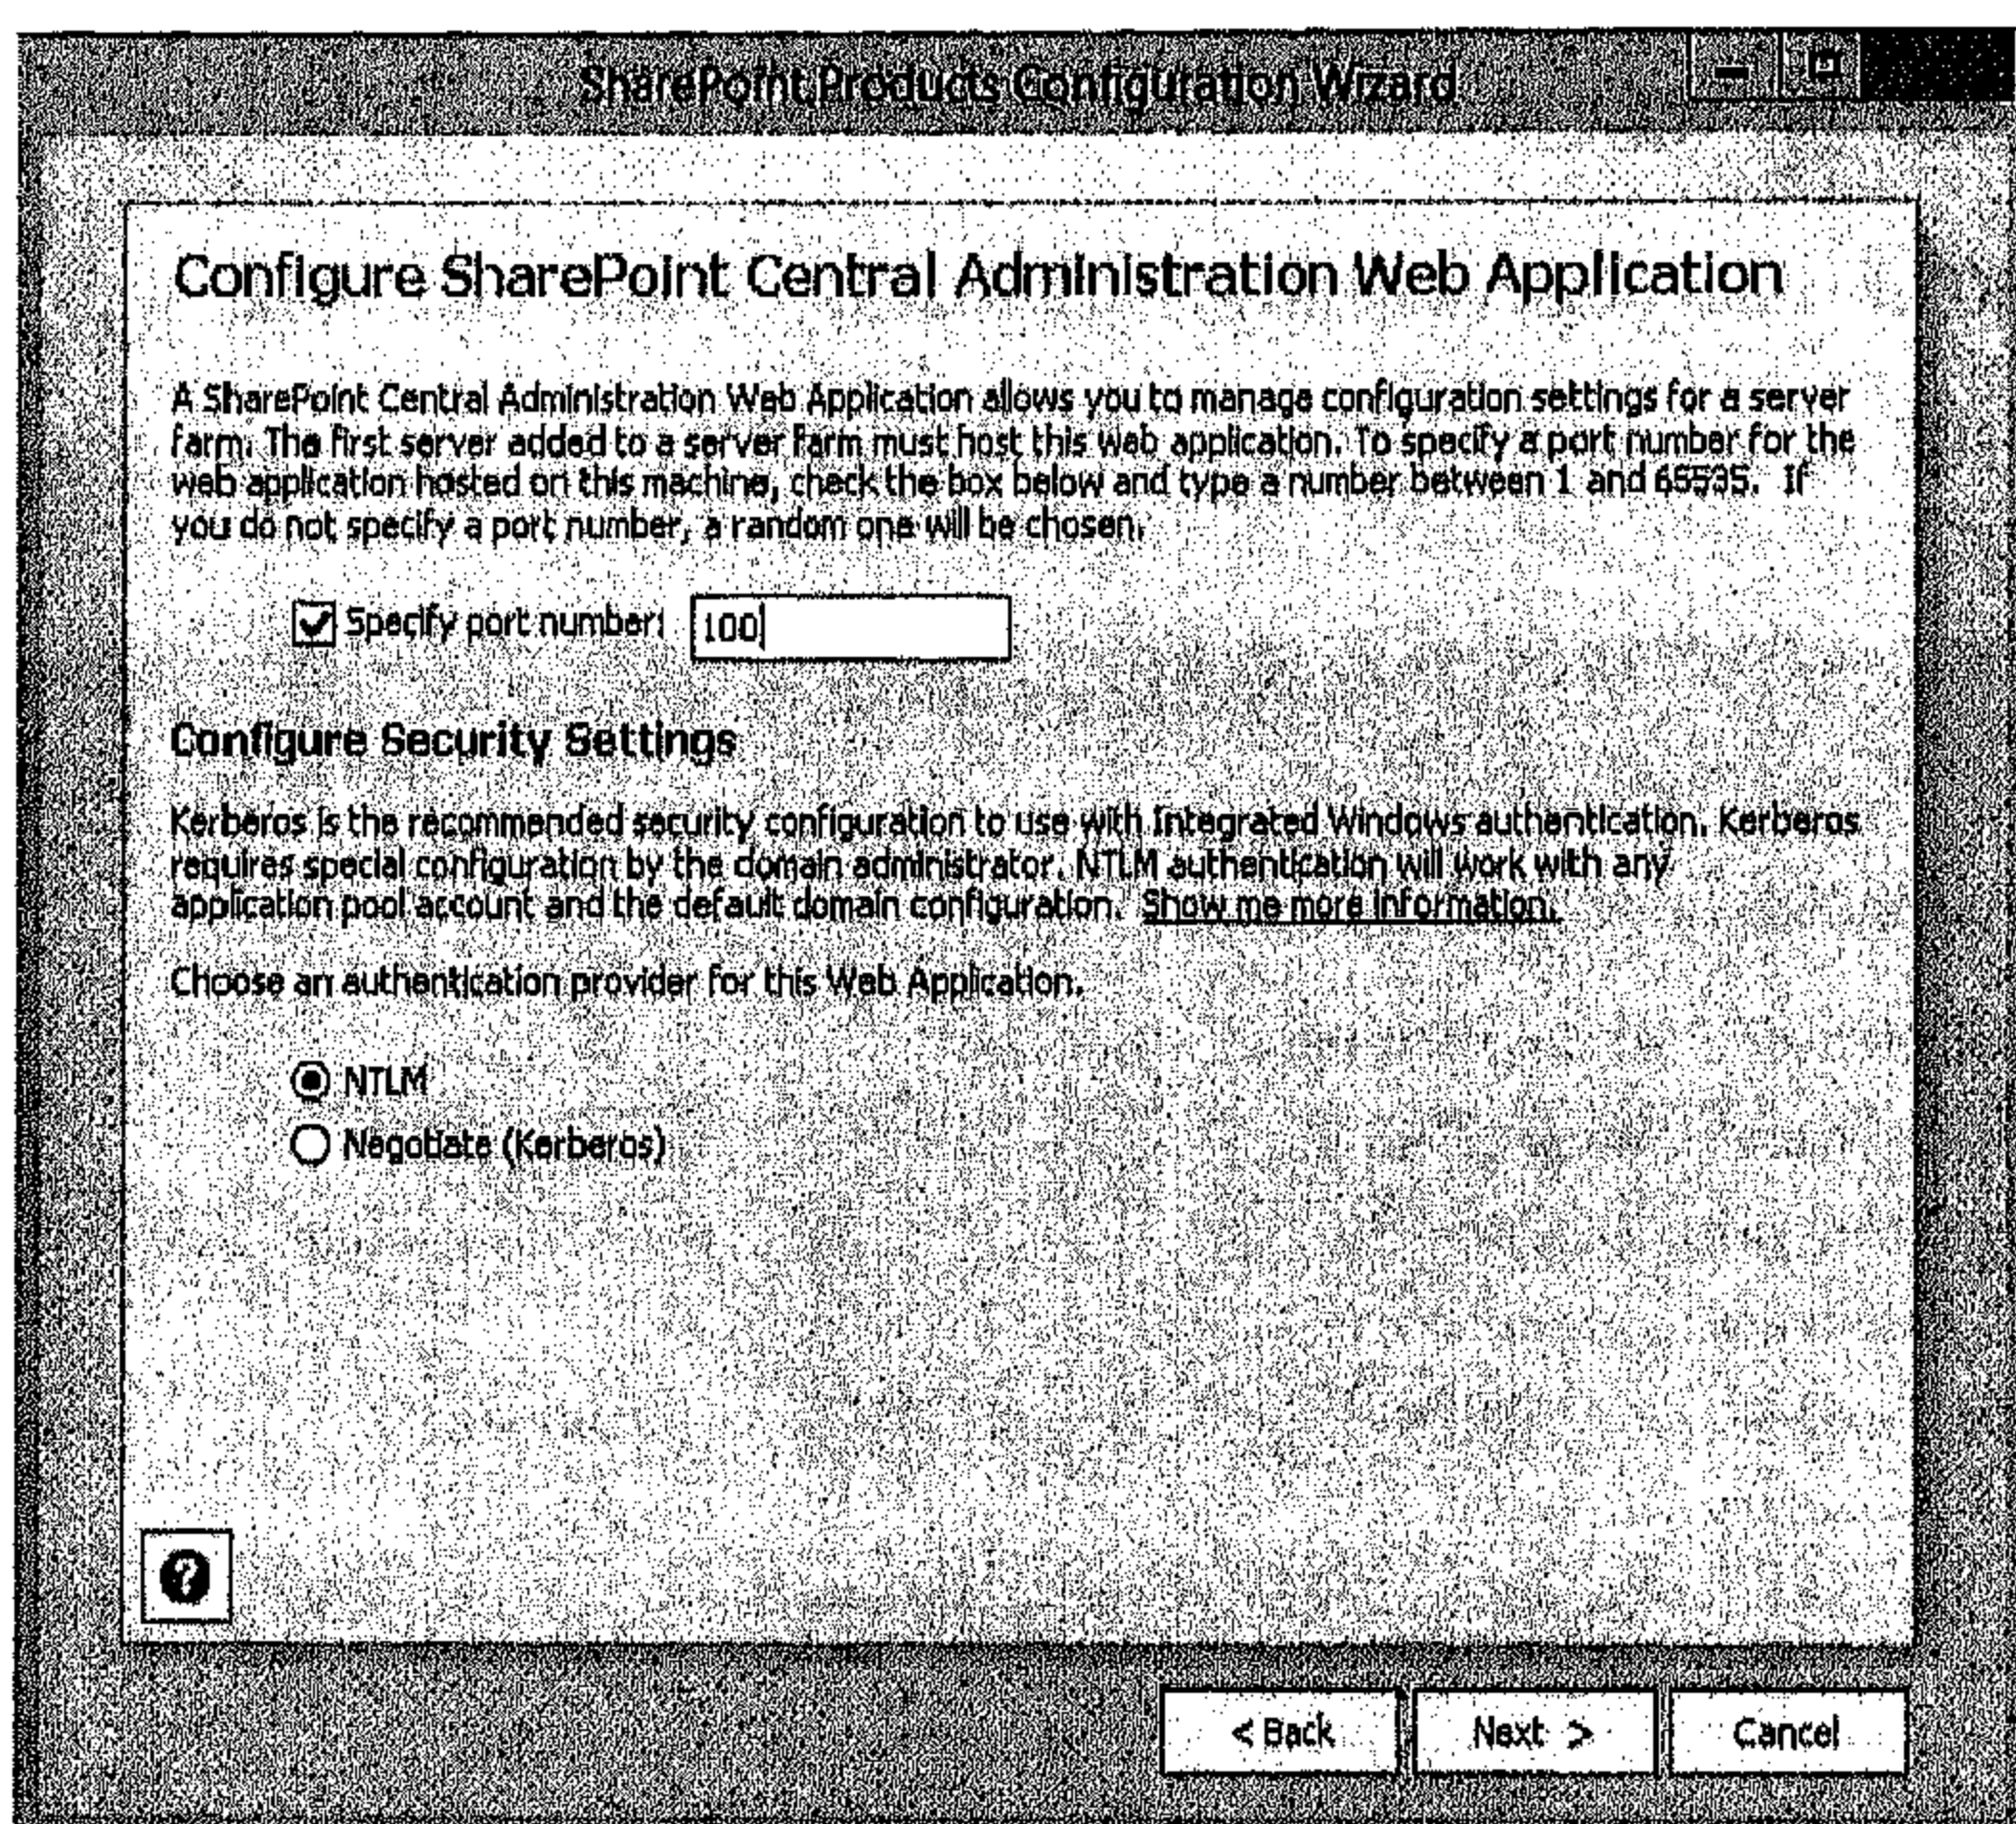 SharePoint Products Configuration Wizard
Configure SharePoint Central Administration Web Application
A SharePoint Central Administration Web Application allows you to manage configuration settings for a server
farm. The first server added to a server farm must host this web application. To specify a port number for the
web application hosted on this machine, check the box below and type a number between 1 and 65535. If
you do not specify a port number, a random one will be chosen.
Specify port number: 100
Configure Security Settings
Kerberos is the recommended security configuration to use with Integrated Windows authentication. Kerberos
requires special configuration by the domain administrator. NTLM authentication will work with any
application pool account and the default domain configuration. Show me more information.
Choose an authentication provider for this Web Application.
NTLM
Negotiate (Kerberos)
?
< Back Next > Cancel